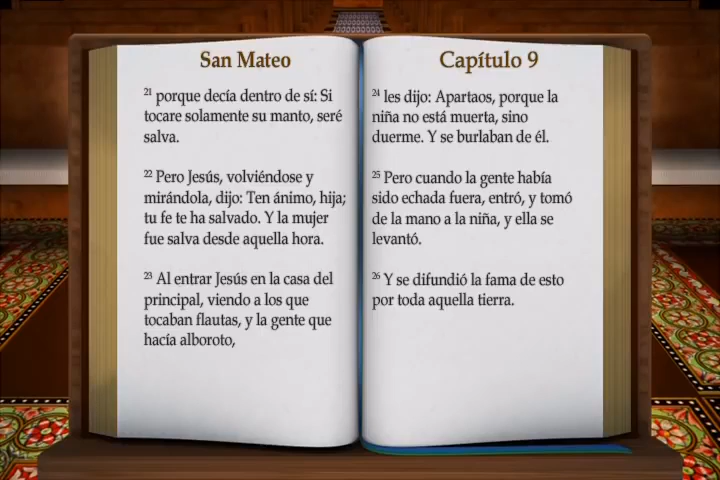 San Mateo
21 porque decía dentro de sí: Si
tocare solamente su manto, seré
salva.
22 Pero Jesús, volviéndose y
mirándola, dijo: Ten ánimo, hija;
tu fe te ha salvado. Y la mujer
fue salva desde aquella hora.
23 Al entrar Jesús en la casa del
principal, viendo a los que
tocaban flautas, y la gente que
hacía alboroto,
Capítulo 9
24 les dijo: Apartaos, porque la
niña no está muerta, sino
duerme. Y se burlaban de él.
25 Pero cuando la gente había
sido echada fuera, entró, y tomó
de la mano a la niña, y ella se
levantó.
26 Y se difundió la fama de esto
por toda aquella tierra.